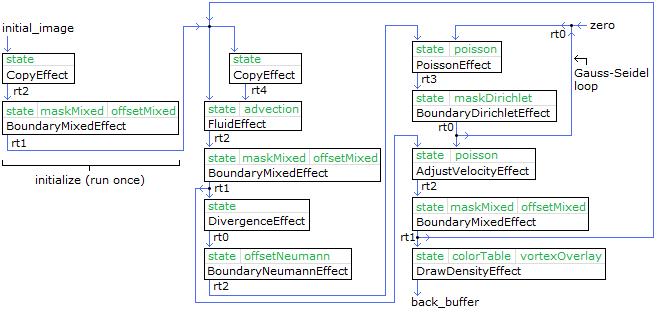 initial_image
state
CopyEffect
rt2
state maskMixed offsetMixed
BoundaryMixedEffect
rt1
initialize (run once)
state
CopyEffect
rt4
state advection
FluidEffect
rt2
state maskMixed offsetMixed
BoundaryMixedEffect
rt1
state
DivergenceEffect
rt0
state offsetNeumann
BoundaryNeumannEffect
rt2
zero
rt0
state poisson
PoissonEffect
rt3
state maskDirichlet
BoundaryDirichletEffect
rt0
Gauss-Seidel
loop
state poisson
AdjustVelocityEffect
rt2
state maskMixed offsetMixed
BoundaryMixedEffect
rt1
state colorTable vortexOverlay
DrawDensityEffect
back_buffer